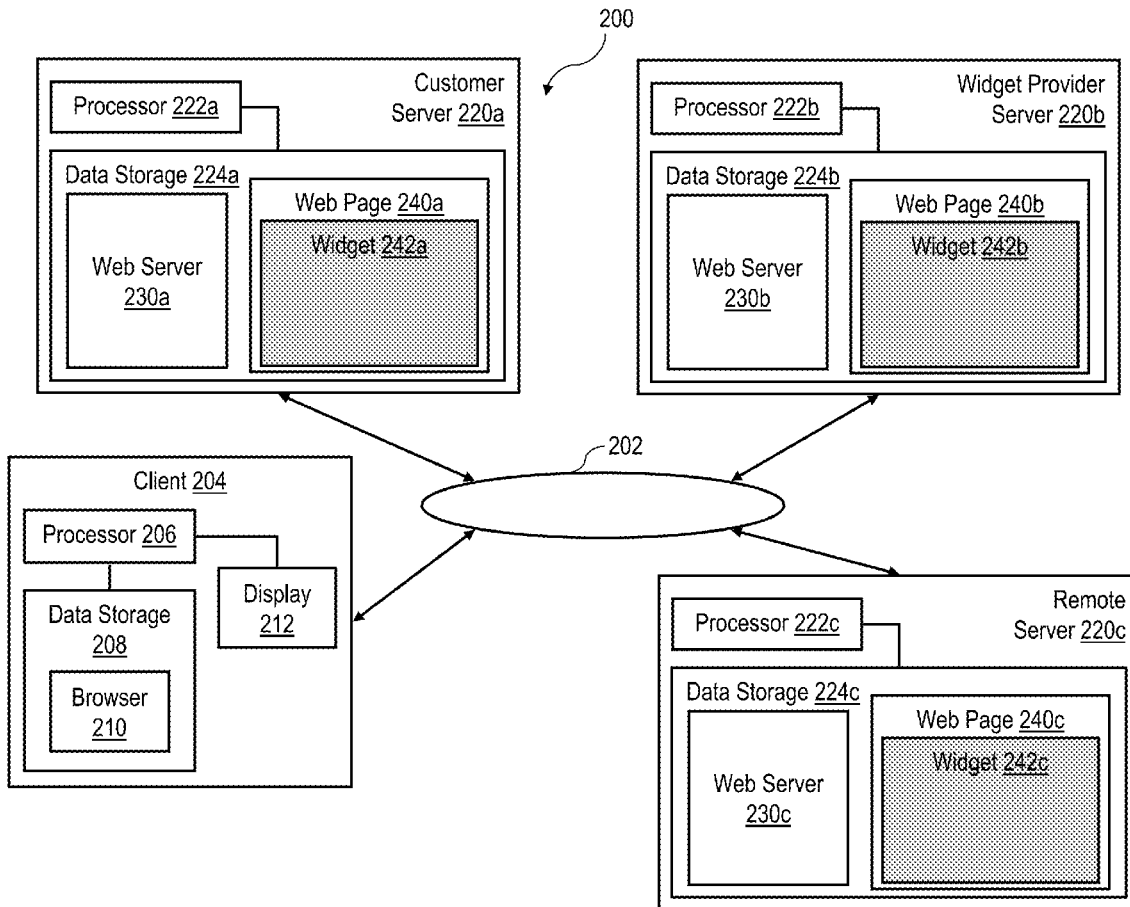 200
Customer
Server 220a
Processor 222a
Data Storage 224a
Web Server
230a
Web Page 240a
Widget 242a
Widget Provider
Server 220b
Processor 222b
Data Storage 224b
Web Server
230b
Web Page 240b
Widget 242b
202
Client 204
Processor 206
Data Storage
208
Browser
210
Display
212
Remote
Server 220c
Processor 222c
Data Storage 224c
Web Server
230c
Web Page 240c
Widget 242c